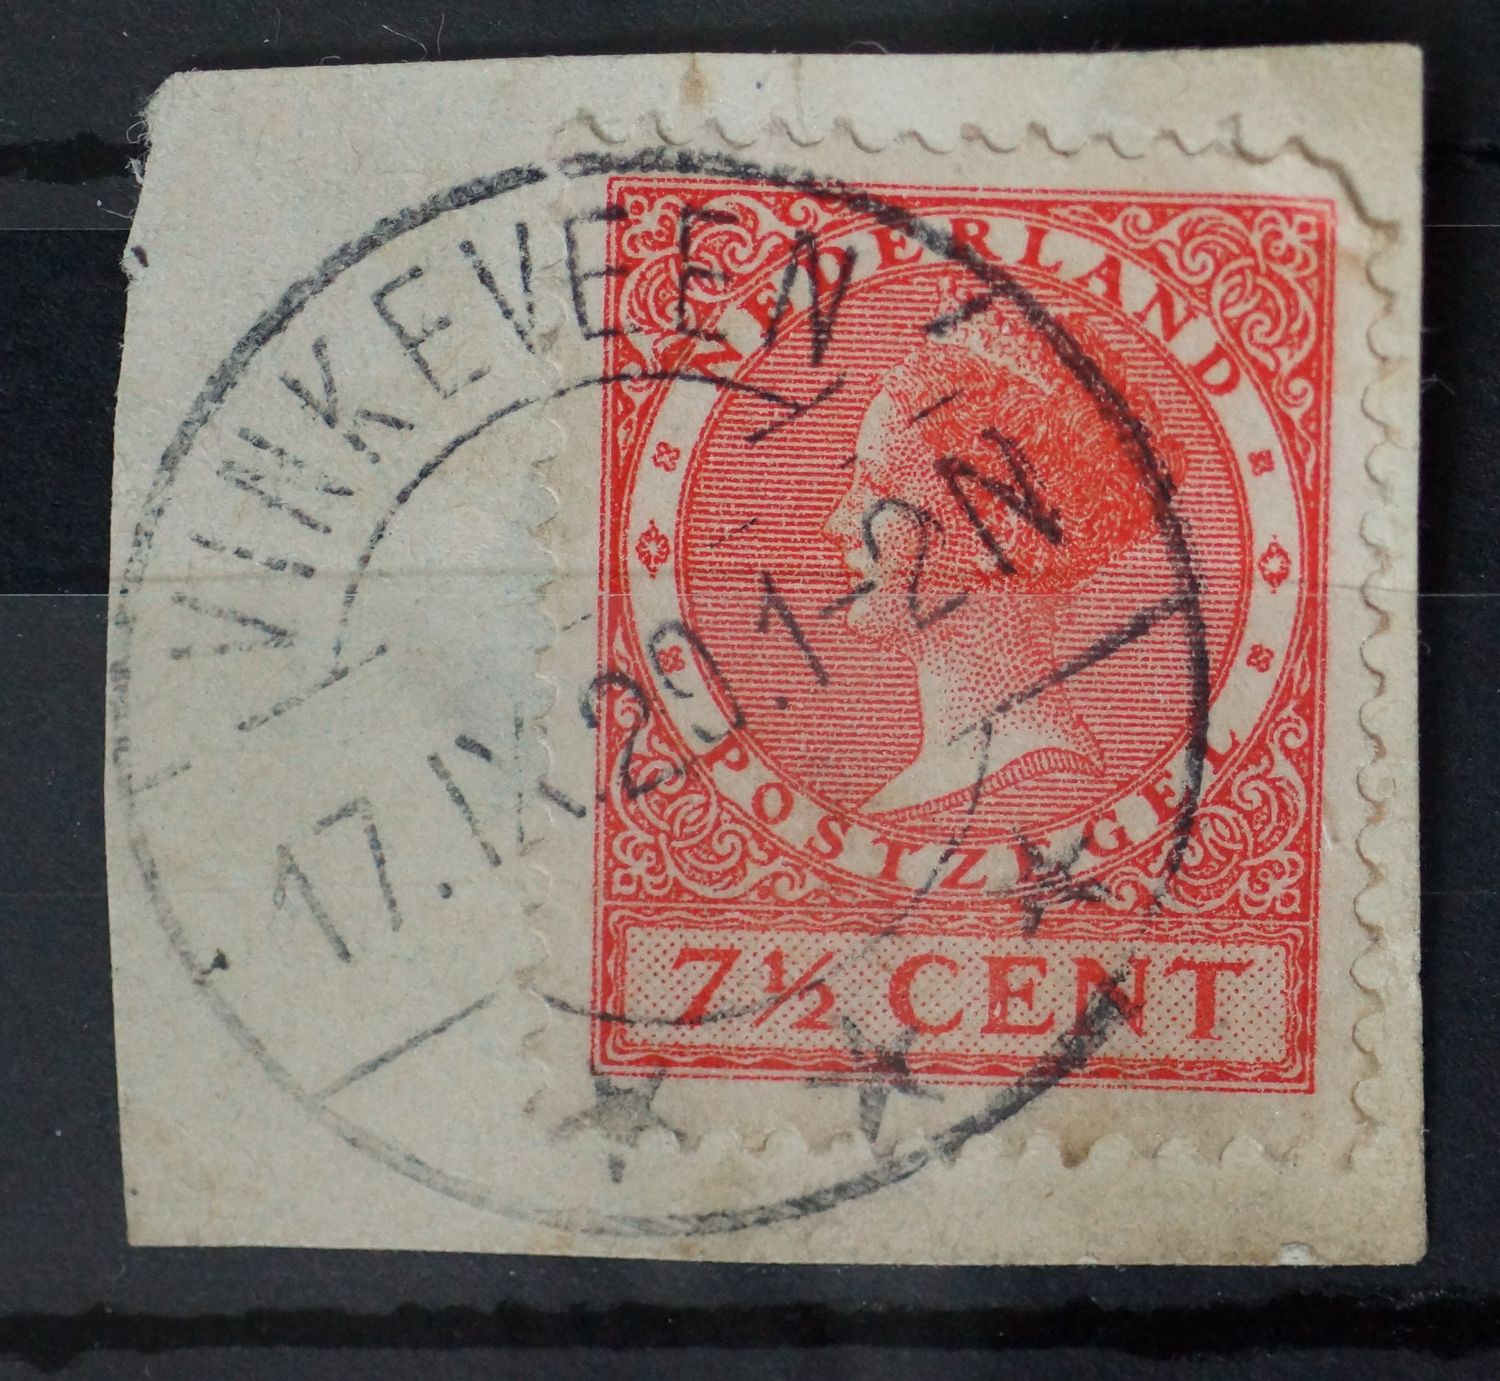 VINKEVEEN
17.IX.29.1-2N
NEDERLAND
POSTZEGEL
7½ CENT